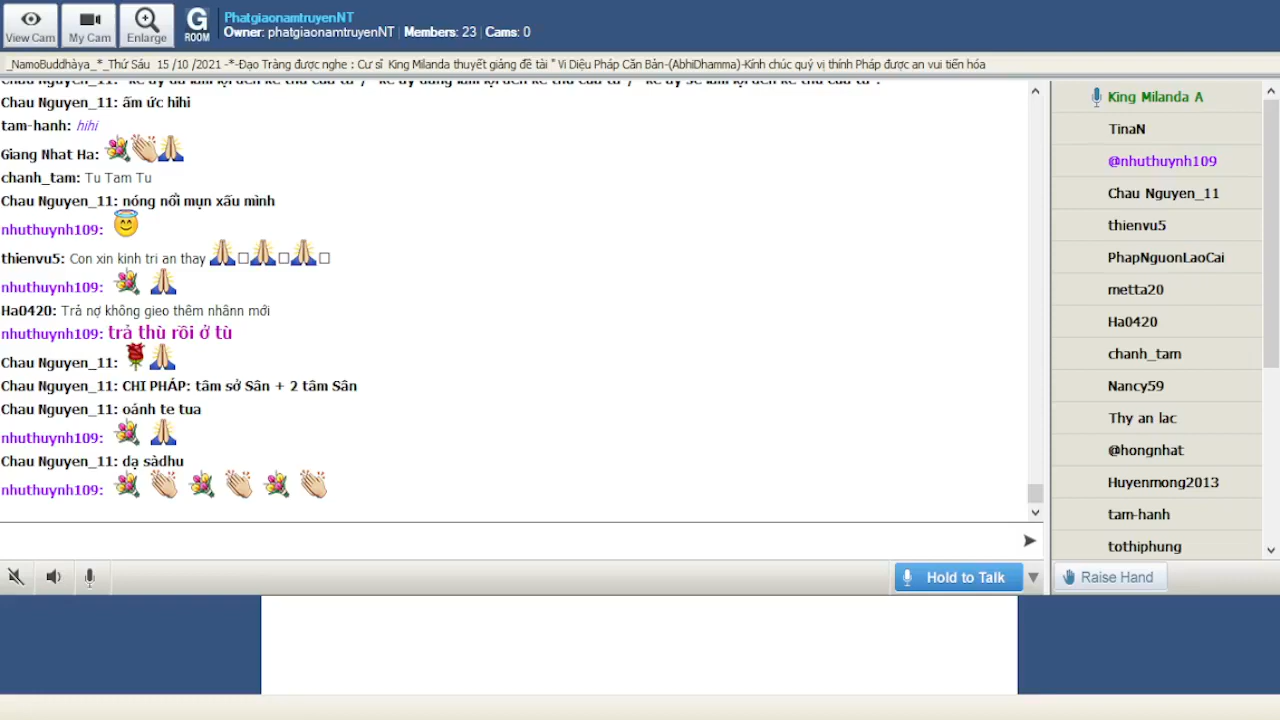 View Cam
My Cam
Enlarge
G
ROOM
PhatgiaonamtruyenNT
Owner: phatgiaonamtruyenNT | Members: 23 | Cams: 0
_NamoBuddhàya_*_Thứ Sáu 15 /10 /2021 -*-Đạo Tràng được nghe : Cư sĩ King Milanda thuyết giảng đề tài " Vi Diệu Pháp Căn Bản-(AbhiDhamma)-Kính chúc quý vị thính Pháp được an vui tiến hóa
Chau Nguyen_11: ấm ức hihi
tam-hanh: hihi
Giang Nhat Ha: 💐👏🙏
chanh_tam: Tu Tam Tu
Chau Nguyen_11: nóng nổi mụn xấu mình
nhuthuynh109: 😇
thienvu5: Con xin kinh tri an thay 🙏□🙏□🙏□
nhuthuynh109: 💐 🙏
Ha0420: Trả nợ không gieo thêm nhânn mới
nhuthuynh109: trả thù rồi ở tù
Chau Nguyen_11: 🌹🙏
Chau Nguyen_11: CHI PHÁP: tâm sở Sân + 2 tâm Sân
Chau Nguyen_11: oánh te tua
nhuthuynh109: 💐 🙏
Chau Nguyen_11: dạ sàdhu
nhuthuynh109: 💐 👏 💐 👏 💐 👏
Hold to Talk
King Milanda A
TinaN
@nhuthuynh109
Chau Nguyen_11
thienvu5
PhapNguonLaoCai
metta20
Ha0420
chanh_tam
Nancy59
Thy an lac
@hongnhat
Huyenmong2013
tam-hanh
tothiphung
Raise Hand